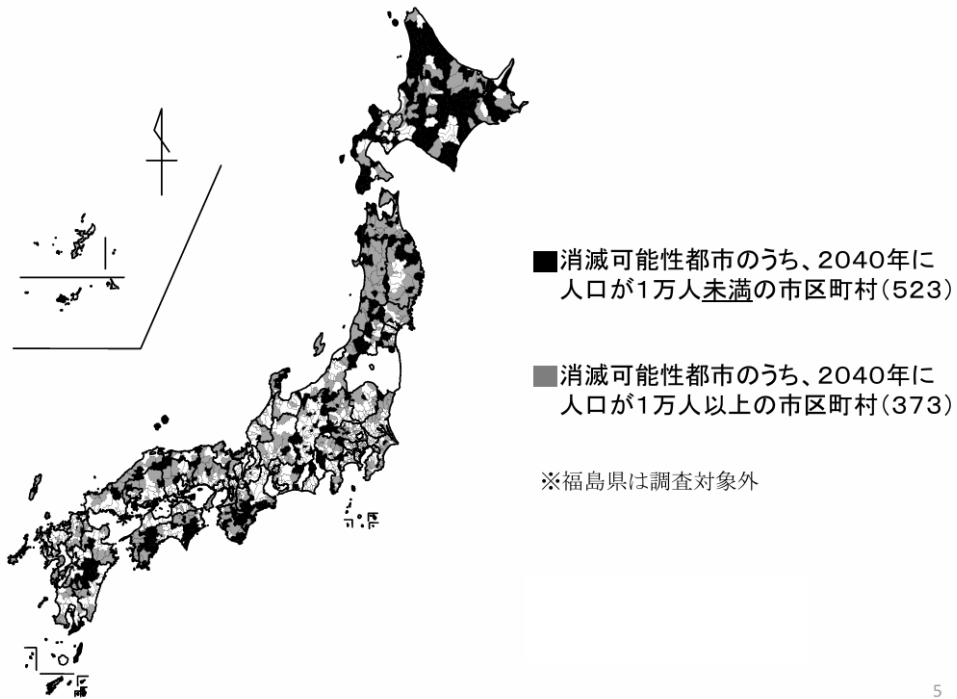 ■消滅可能性都市のうち、2040年に
人口が1万人未満の市区町村(523)
■消滅可能性都市のうち、2040年に
人口が1万人以上の市区町村(373)
※福島県は調査対象外
5